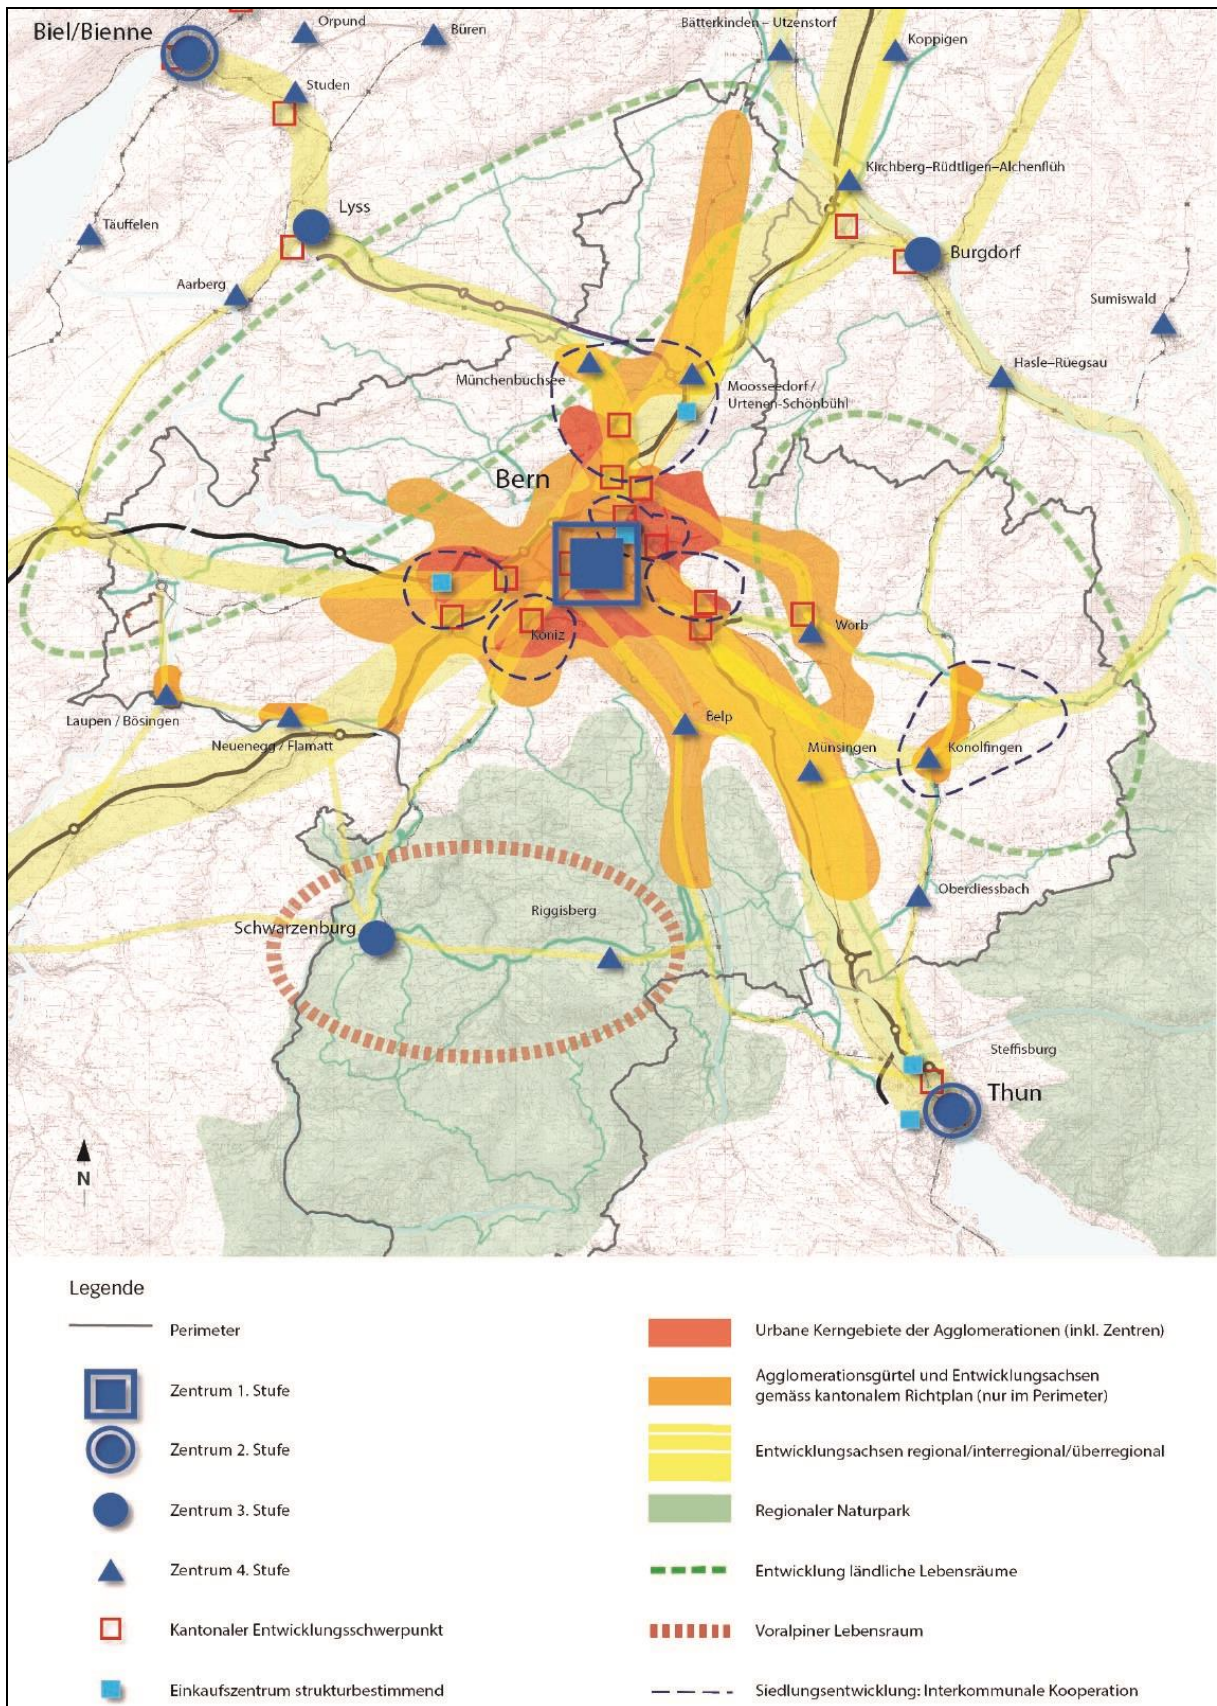 Orpund
Bätterkinden – Utzenstorf
Biel/Bienne
Büren
Koppigen
Studen
Kirchberg–Rüdtligen–Alchenflüh
Lyss
Täuffelen
Burgdorf
Aarberg
Sumiswald
Hasle–Rüegsau
Münchenbuchsee
Moosseedorf /
Urtenen-Schönbühl
Bern
Worb
Köniz
Laupen / Bösingen
Belp
Neuenegg / Flamatt
Münsingen
Konolfingen
Oberdiessbach
Riggisberg
Schwarzenburg
Steffisburg
Thun
N
Legende
Perimeter
Zentrum 1. Stufe
Zentrum 2. Stufe
Zentrum 3. Stufe
Zentrum 4. Stufe
Kantonaler Entwicklungsschwerpunkt
Einkaufszentrum strukturbestimmend
Urbane Kerngebiete der Agglomerationen (inkl. Zentren)
Agglomerationsgürtel und Entwicklungsachsen
gemäss kantonalem Richtplan (nur im Perimeter)
Entwicklungsachsen regional/interregional/überregional
Regionaler Naturpark
Entwicklung ländliche Lebensräume
Voralpiner Lebensraum
Siedlungsentwicklung: Interkommunale Kooperation